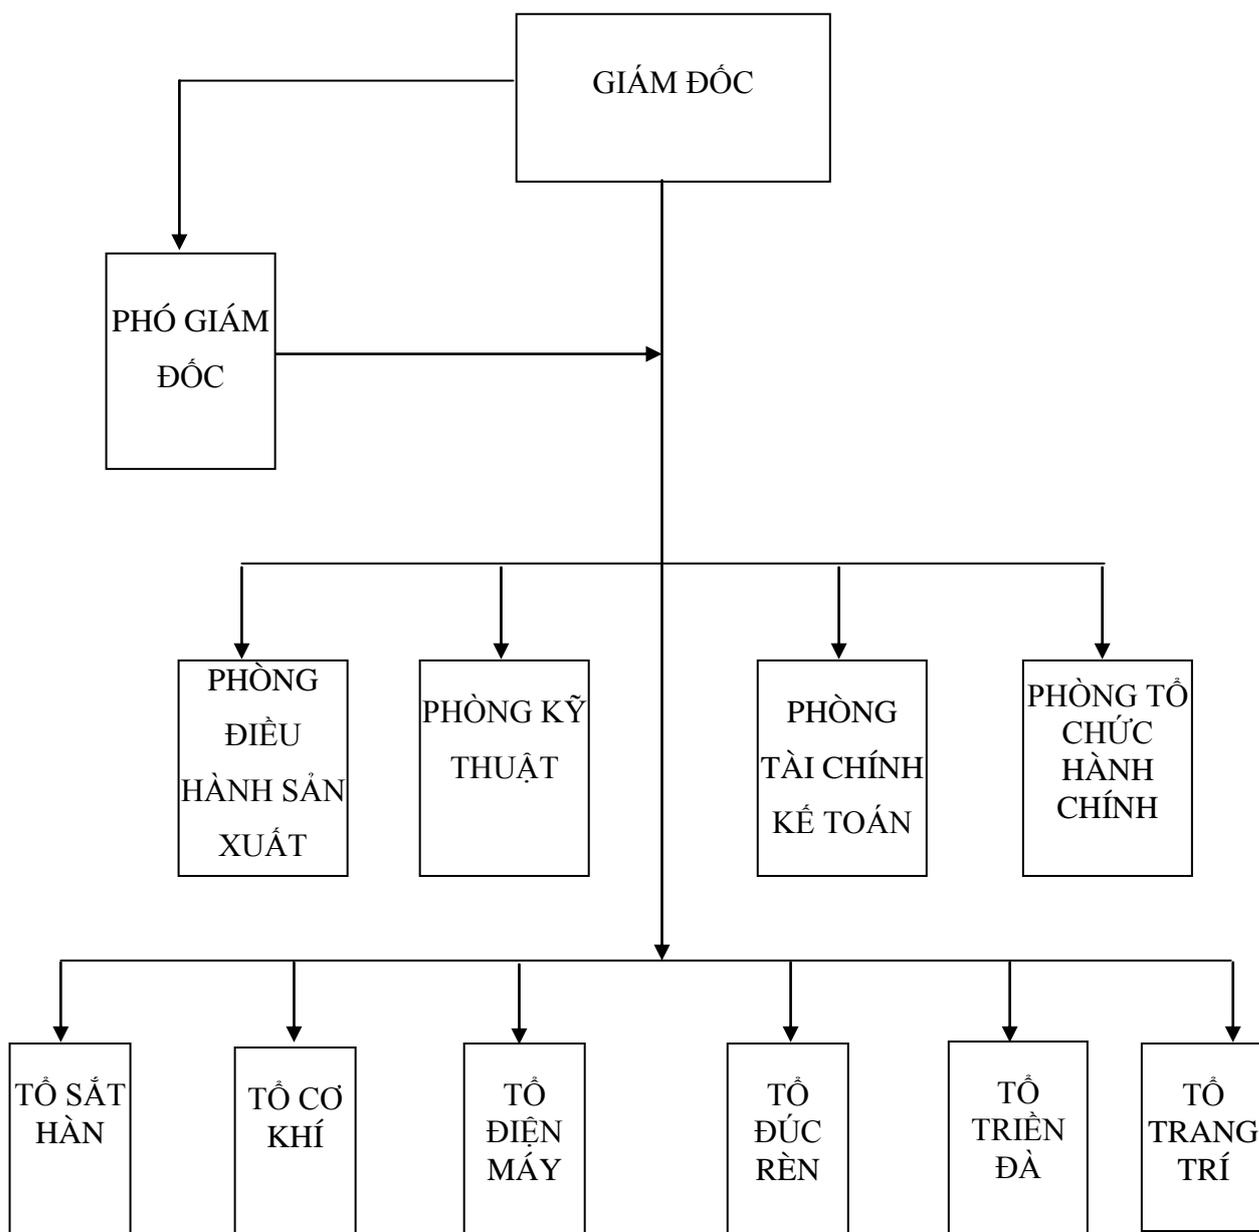 GIÁM ĐỐC
PHÓ GIÁM
ĐỐC
PHÒNG
ĐIỀU
HÀNH SẢN
XUẤT
PHÒNG KỸ
THUẬT
PHÒNG
TÀI CHÍNH
KẾ TOÁN
PHÒNG TỔ
CHỨC
HÀNH
CHÍNH
TỔ SẮT
HÀN
TỔ CƠ
KHÍ
TỔ
ĐIỆN
MÁY
TỔ
ĐÚC
RÈN
TỔ
TRIỀN
ĐÀ
TỔ
TRANG
TRÍ